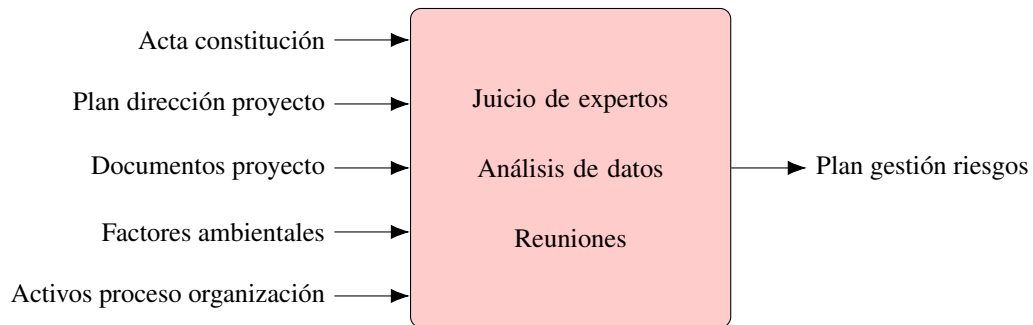 Acta constitución
Plan dirección proyecto
Documentos proyecto
Factores ambientales
Activos proceso organización
Juicio de expertos
Análisis de datos
Reuniones
Plan gestión riesgos